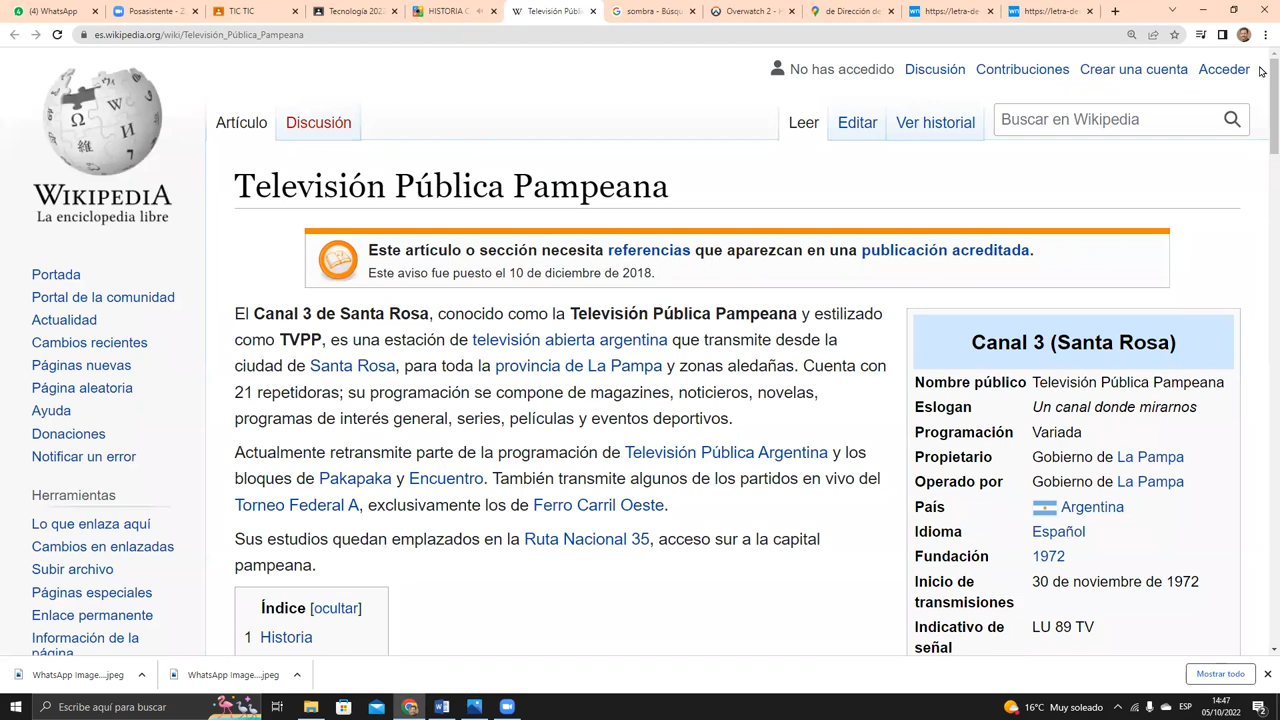 (4) WhatsApp
Posasistente - Z
TIC TIC
Tecnología 2022
HISTORIA C
Televisión Públi
sombra - Búsqu
Overwatch 2 - H
de Dirección de
https://letra-de-
https://letra-de-
es.wikipedia.org/wiki/Televisión_Pública_Pampeana
No has accedido Discusión Contribuciones Crear una cuenta Acceder
Artículo Discusión Leer Editar Ver historial Buscar en Wikipedia
WIKIPEDIA
La enciclopedia libre
Portada
Portal de la comunidad
Actualidad
Cambios recientes
Páginas nuevas
Página aleatoria
Ayuda
Donaciones
Notificar un error
Herramientas
Lo que enlaza aquí
Cambios en enlazadas
Subir archivo
Páginas especiales
Enlace permanente
Información de la
página
Televisión Pública Pampeana
Este artículo o sección necesita referencias que aparezcan en una publicación acreditada.
Este aviso fue puesto el 10 de diciembre de 2018.
El Canal 3 de Santa Rosa, conocido como la Televisión Pública Pampeana y estilizado
como TVPP, es una estación de televisión abierta argentina que transmite desde la
ciudad de Santa Rosa, para toda la provincia de La Pampa y zonas aledañas. Cuenta con
21 repetidoras; su programación se compone de magazines, noticieros, novelas,
programas de interés general, series, películas y eventos deportivos.
Actualmente retransmite parte de la programación de Televisión Pública Argentina y los
bloques de Pakapaka y Encuentro. También transmite algunos de los partidos en vivo del
Torneo Federal A, exclusivamente los de Ferro Carril Oeste.
Sus estudios quedan emplazados en la Ruta Nacional 35, acceso sur a la capital
pampeana.
Índice [ocultar]
1 Historia
Canal 3 (Santa Rosa)
Nombre público Televisión Pública Pampeana
Eslogan Un canal donde mirarnos
Programación Variada
Propietario Gobierno de La Pampa
Operado por Gobierno de La Pampa
País Argentina
Idioma Español
Fundación 1972
Inicio de 30 de noviembre de 1972
transmisiones
Indicativo de LU 89 TV
señal
WhatsApp Image....jpeg
WhatsApp Image....jpeg
Mostrar todo
Escribe aquí para buscar
16°C Muy soleado
ESP
14:47
05/10/2022
2